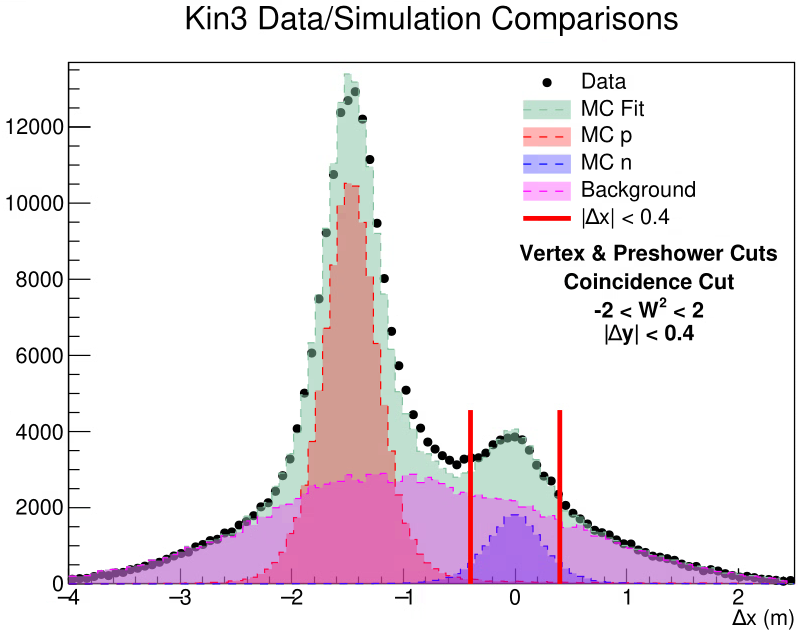 Kin3 Data/Simulation Comparisons
Data
MC Fit
MC p
MC n
Background
|Δx| < 0.4
Vertex & Preshower Cuts
Coincidence Cut
-2 < W² < 2
|Δy| < 0.4
12000
10000
8000
6000
4000
2000
0
−4 −3 −2 −1 0 1 2
Δx (m)